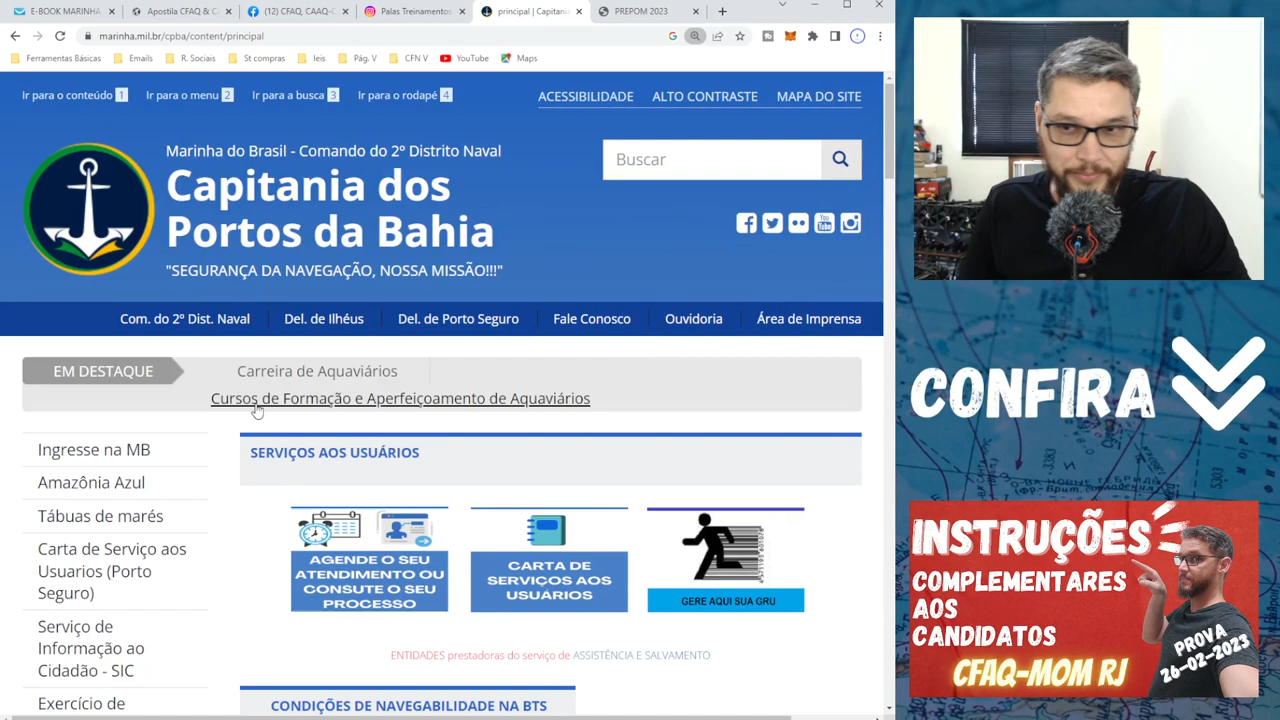 E-BOOK MARINHA
Apostila CFAQ & C
(12) CFAQ, CAAQ-C
Palas Treinamentos
principal | Capitani
PREPOM 2023
marinha.mil.br/cpba/content/principal
Ferramentas Básicas
Emails
R. Sociais
St compras
leis
Pág. V
CFN V
YouTube
Maps
Ir para o conteúdo 1
Ir para o menu 2
Ir para a busca 3
Ir para o rodapé 4
ACESSIBILIDADE
ALTO CONTRASTE
MAPA DO SITE
Marinha do Brasil - Comando do 2º Distrito Naval
Capitania dos
Portos da Bahia
"SEGURANÇA DA NAVEGAÇÃO, NOSSA MISSÃO!!!"
Buscar
You
Tube
Com. do 2º Dist. Naval
Del. de Ilhéus
Del. de Porto Seguro
Fale Conosco
Ouvidoria
Área de Imprensa
EM DESTAQUE
Carreira de Aquaviários
Cursos de Formação e Aperfeiçoamento de Aquaviários
Ingresse na MB
Amazônia Azul
Tábuas de marés
Carta de Serviço aos
Usuarios (Porto
Seguro)
Serviço de
Informação ao
Cidadão - SIC
Exercício de
SERVIÇOS AOS USUÁRIOS
AGENDE O SEU
ATENDIMENTO OU
CONSUTE O SEU
PROCESSO
CARTA DE
SERVIÇOS AOS
USUÁRIOS
GERE AQUI SUA GRU
ENTIDADES prestadoras do serviço de ASSISTÊNCIA E SALVAMENTO
CONDIÇÕES DE NAVEGABILIDADE NA BTS
CONFIRA
INSTRUÇÕES
COMPLEMENTARES
AOS
CANDIDATOS
CFAQ-MOM RJ
PROVA
26-02-2023